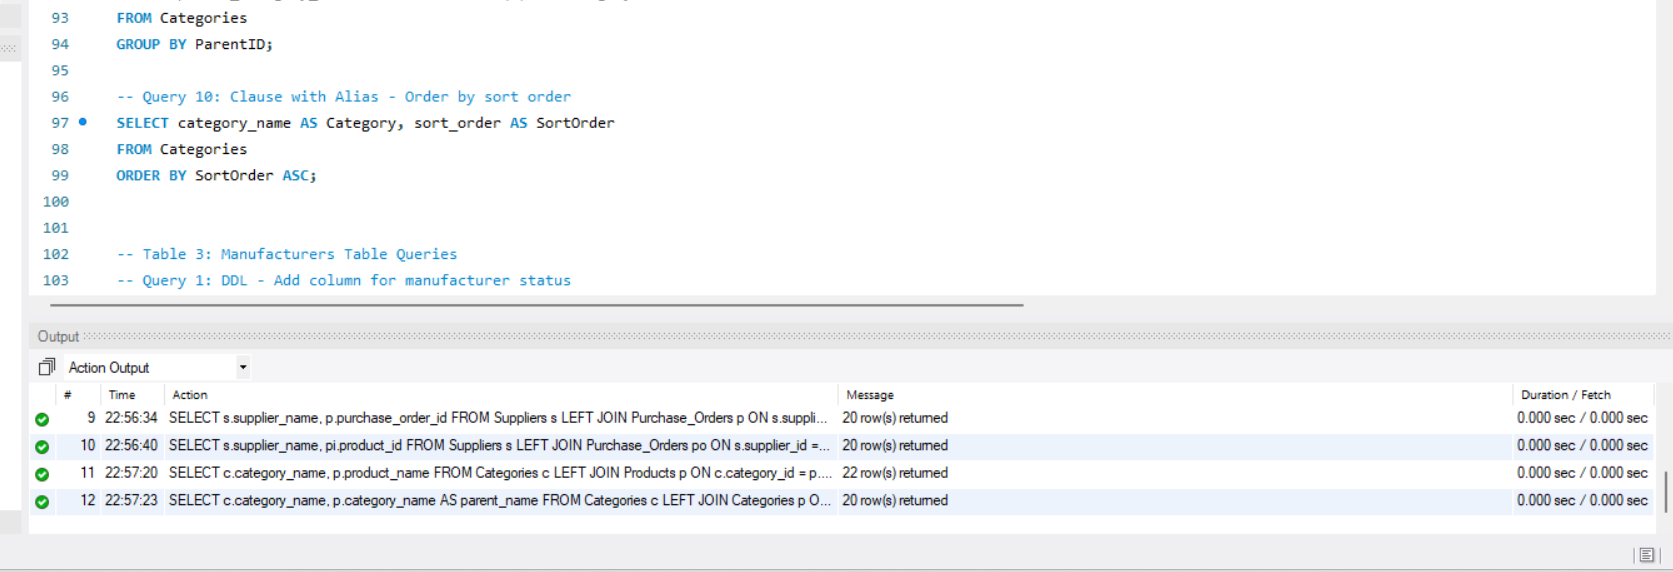 93 FROM Categories
94 GROUP BY ParentID;
95
96 -- Query 10: Clause with Alias - Order by sort order
97 SELECT category_name AS Category, sort_order AS SortOrder
98 FROM Categories
99 ORDER BY SortOrder ASC;
100
101
102 -- Table 3: Manufacturers Table Queries
103 -- Query 1: DDL - Add column for manufacturer status
Output
Action Output
# Time Action Message Duration / Fetch
9 22:56:34 SELECT s.supplier_name, p.purchase_order_id FROM Suppliers s LEFT JOIN Purchase_Orders p ON s.suppli... 20 row(s) returned 0.000 sec / 0.000 sec
10 22:56:40 SELECT s.supplier_name, pi.product_id FROM Suppliers s LEFT JOIN Purchase_Orders po ON s.supplier_id =... 20 row(s) returned 0.000 sec / 0.000 sec
11 22:57:20 SELECT c.category_name, p.product_name FROM Categories c LEFT JOIN Products p ON c.category_id = p.... 22 row(s) returned 0.000 sec / 0.000 sec
12 22:57:23 SELECT c.category_name, p.category_name AS parent_name FROM Categories c LEFT JOIN Categories p O... 20 row(s) returned 0.000 sec / 0.000 sec